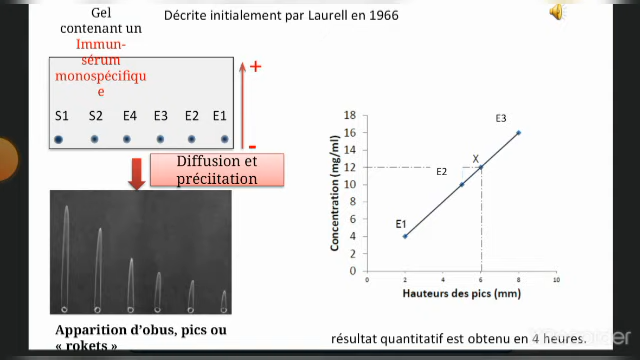 Gel
contenant un
Immun-
sérum
monospécifiqu
e
Décrite initialement par Laurell en 1966
+
S1 S2 E4 E3 E2 E1
-
Diffusion et
préciitation
Apparition d'obus, pics ou
« rokets »
Concentration (mg/ml)
18
16
14
12
10
8
6
4
2
0
E3
X
E2
E1
0 2 4 6 8 10
Hauteurs des pics (mm)
résultat quantitatif est obtenu en 4 heures.